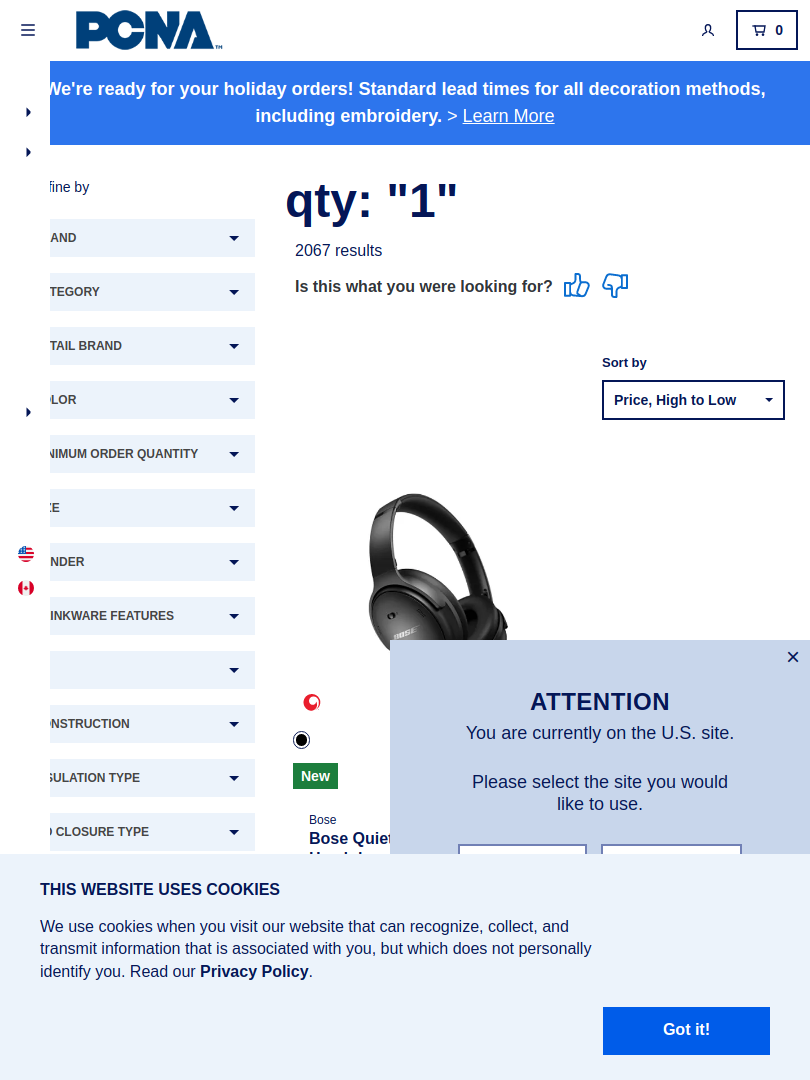 PCNA
TM
0
We're ready for your holiday orders! Standard lead times for all decoration methods,
including embroidery. > Learn More
fine by
qty: "1"
2067 results
Is this what you were looking for?
AND
TEGORY
TAIL BRAND
Sort by
Price, High to Low
LOR
NIMUM ORDER QUANTITY
ZE
NDER
INKWARE FEATURES
NSTRUCTION
SULATION TYPE
D CLOSURE TYPE
BOSE
New
Bose
Bose Quiet
×
ATTENTION
You are currently on the U.S. site.
Please select the site you would
like to use.
THIS WEBSITE USES COOKIES
We use cookies when you visit our website that can recognize, collect, and
transmit information that is associated with you, but which does not personally
identify you. Read our Privacy Policy.
Got it!